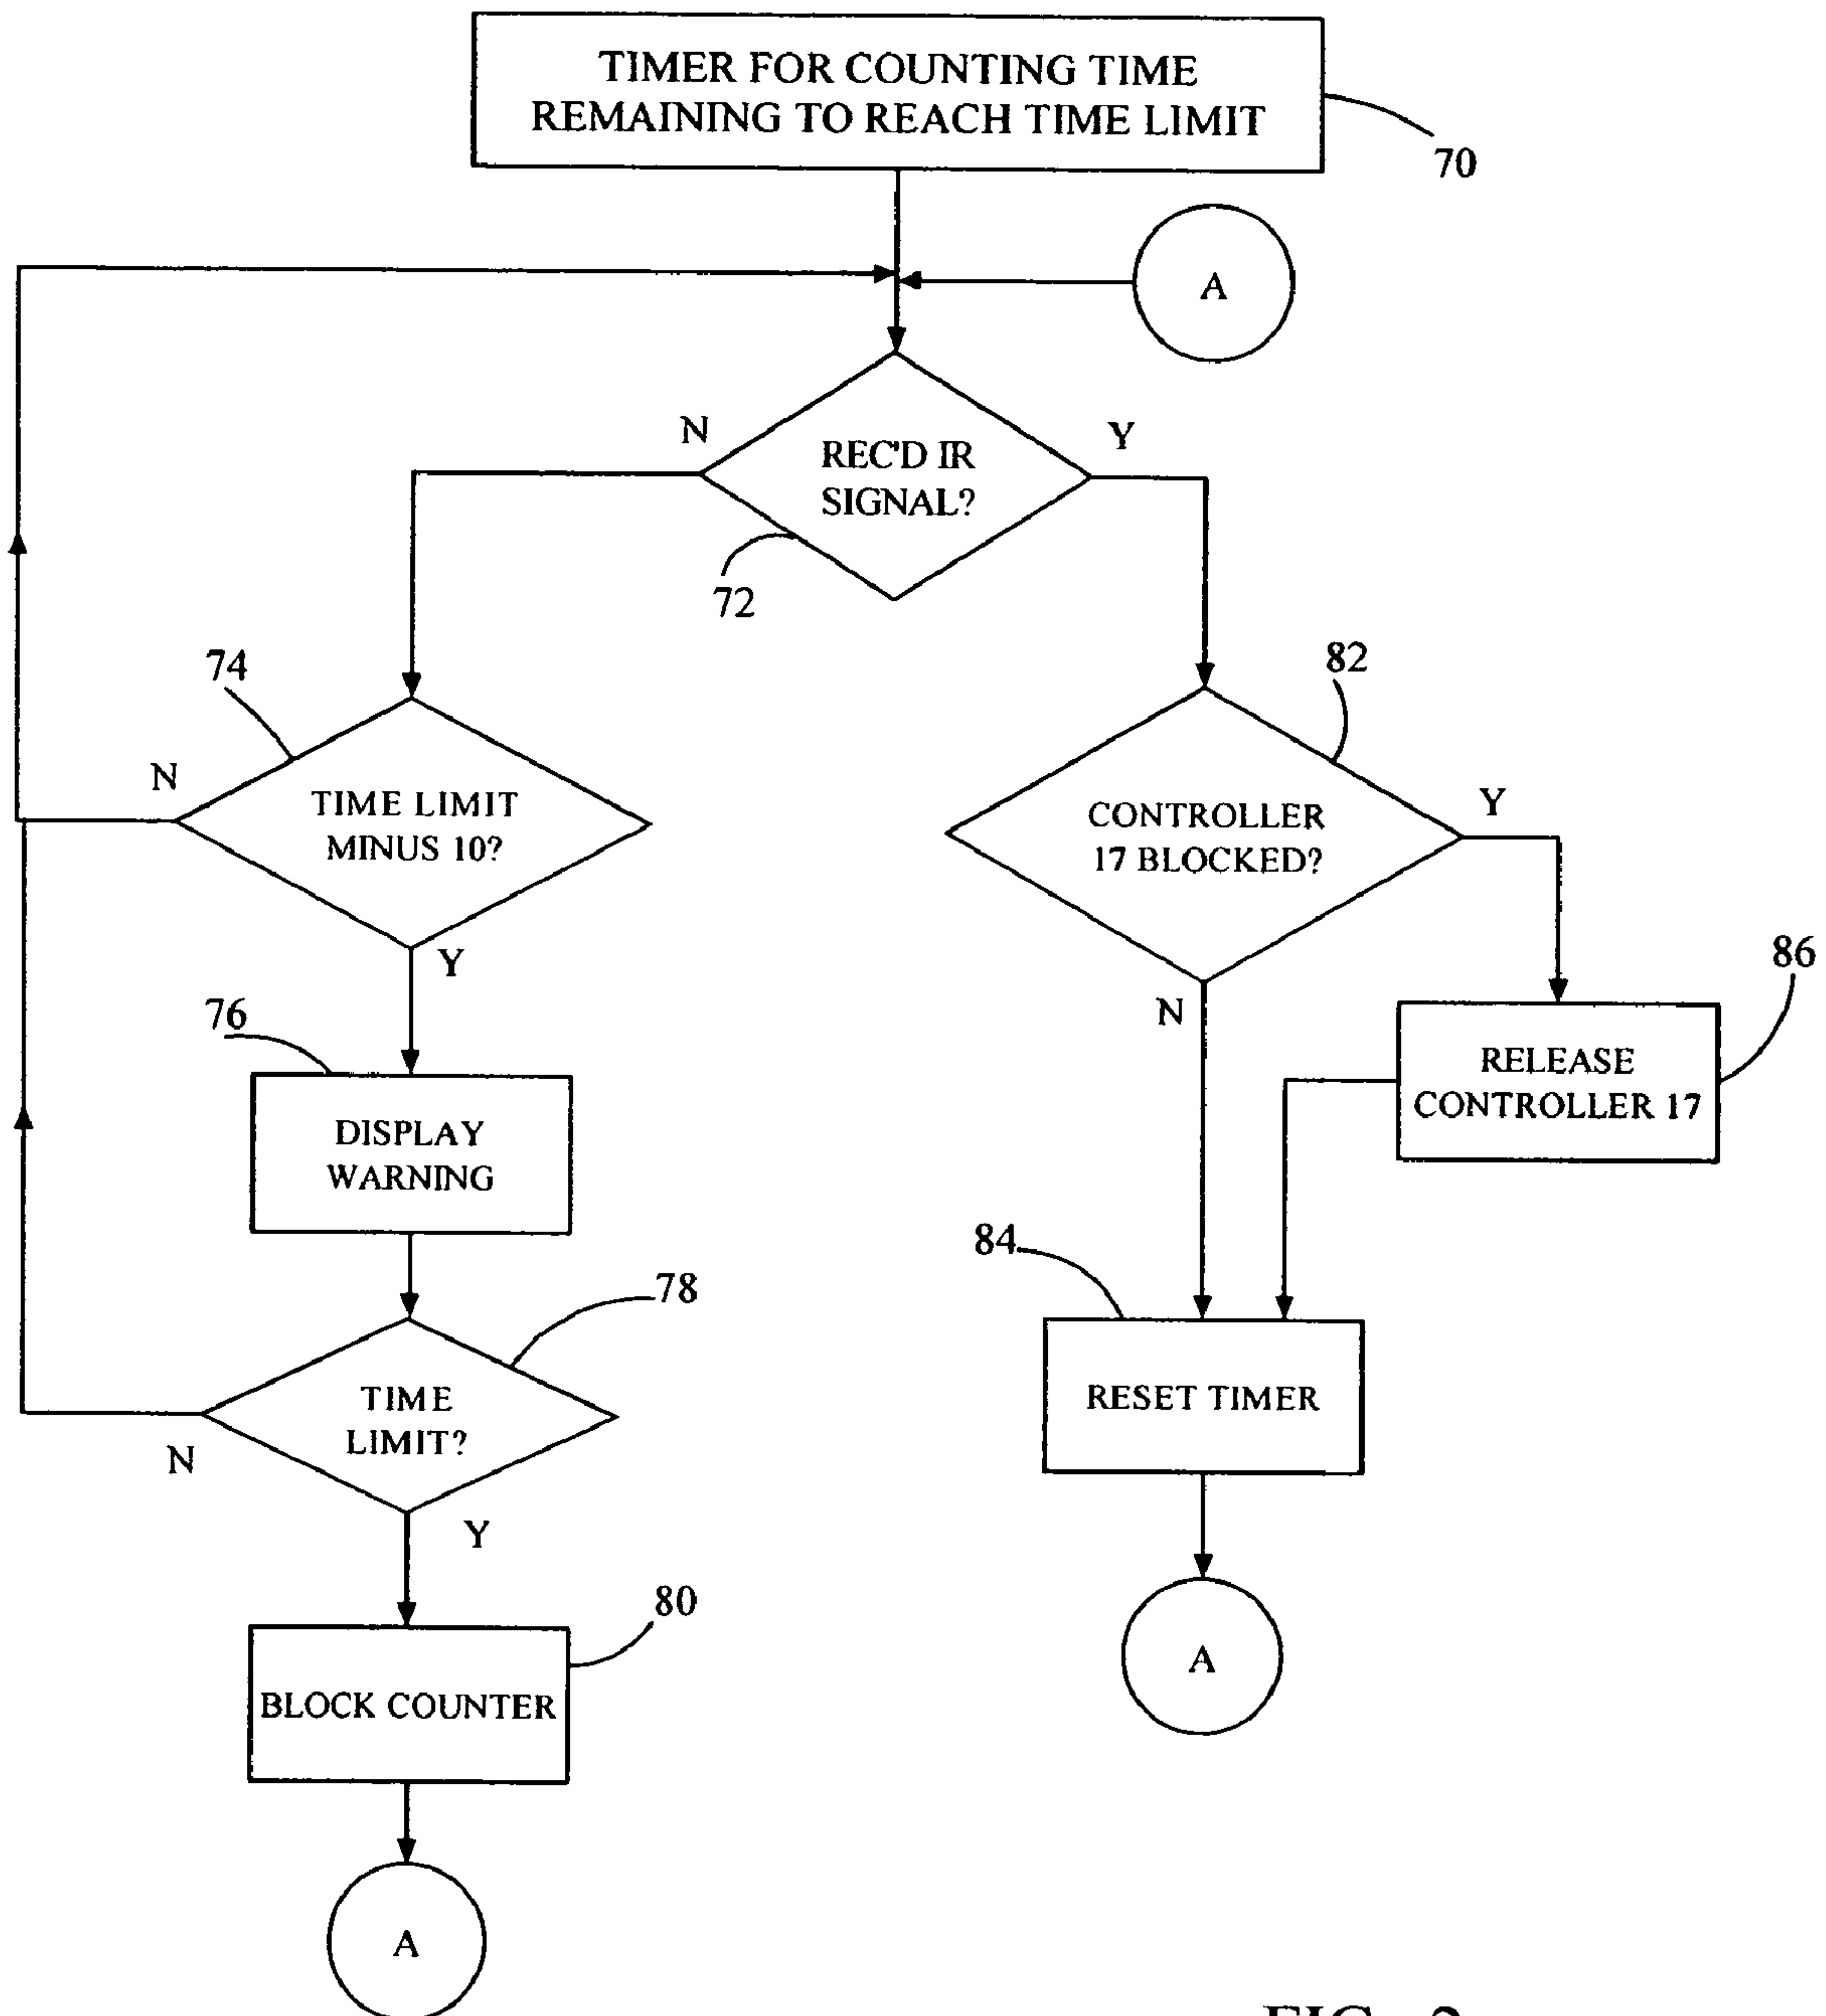 TIMER FOR COUNTING TIME
REMAINING TO REACH TIME LIMIT
70
A
N
REC'D IR
SIGNAL?
Y
72
74
N
TIME LIMIT
MINUS 10?
Y
82
CONTROLLER
17 BLOCKED?
Y
N
76
DISPLAY
WARNING
86
RELEASE
CONTROLLER 17
78
TIME
LIMIT?
N
Y
84
RESET TIMER
A
80
BLOCK COUNTER
A